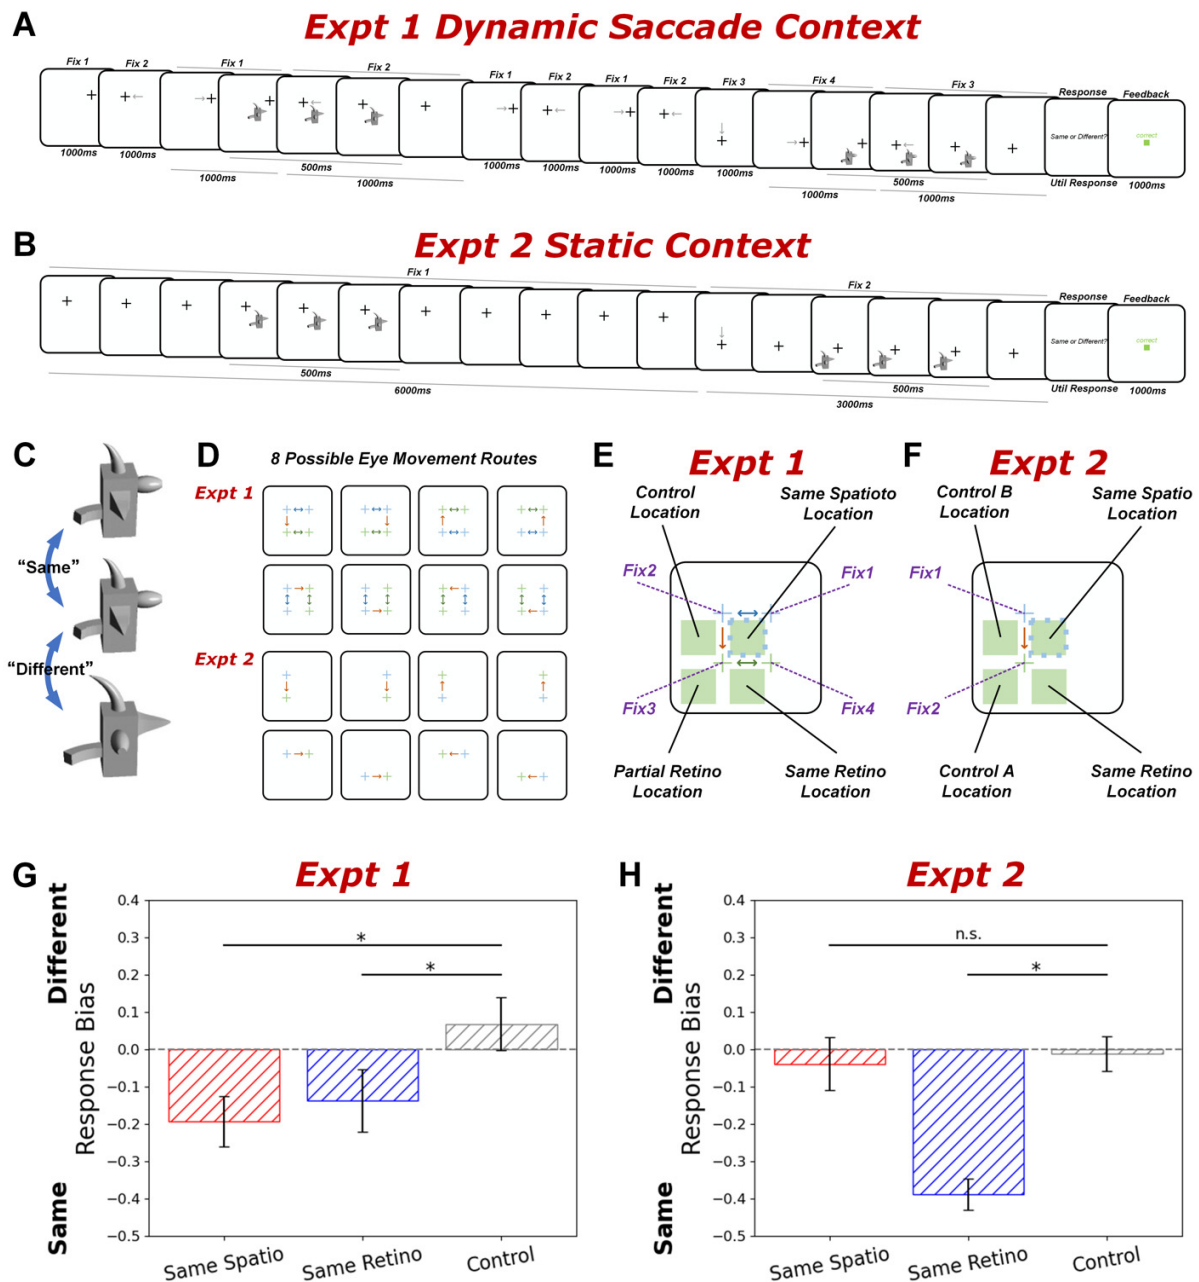 A
Expt 1 Dynamic Saccade Context
Fix 1 Fix 2 Fix 1 Fix 2 Fix 1 Fix 2 Fix 1 Fix 2 Fix 3 Fix 4 Fix 3 Response Feedback
Same or Different? correct
1000ms 1000ms 500ms 1000ms 1000ms 1000ms 1000ms 1000ms 500ms Util Response 1000ms
1000ms 1000ms 1000ms 1000ms
B
Expt 2 Static Context
Fix 1 Fix 2 Response Feedback
Same or Different? correct
500ms 500ms Util Response 1000ms
6000ms 3000ms
C
"Same"
"Different"
D
8 Possible Eye Movement Routes
Expt 1
Expt 2
E
Expt 1
Control Location
Same Spatioto Location
Fix2 Fix1
Fix3 Fix4
Partial Retino Location
Same Retino Location
F
Expt 2
Control B Location
Same Spatio Location
Fix1
Fix2
Control A Location
Same Retino Location
G
Expt 1
Different
Response Bias
Same
0.4
0.3
0.2
0.1
0.0
−0.1
−0.2
−0.3
−0.4
−0.5
*
*
Same Spatio Same Retino Control
H
Expt 2
Different
Response Bias
Same
0.4
0.3
0.2
0.1
0.0
−0.1
−0.2
−0.3
−0.4
−0.5
n.s.
*
Same Spatio Same Retino Control